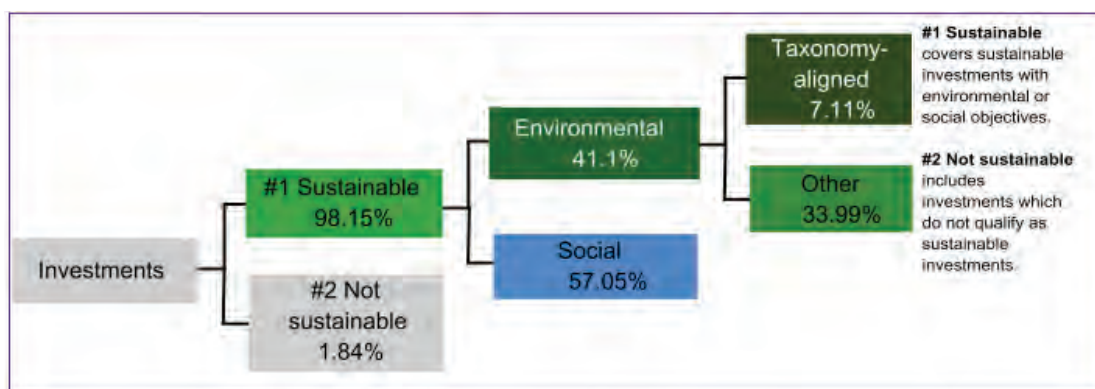 Investments
#1 Sustainable
98.15%
#2 Not
sustainable
1.84%
Environmental
41.1%
Social
57.05%
Taxonomy-
aligned
7.11%
Other
33.99%
#1 Sustainable
covers sustainable
investments with
environmental or
social objectives.
#2 Not sustainable
includes
investments which
do not qualify as
sustainable
investments.